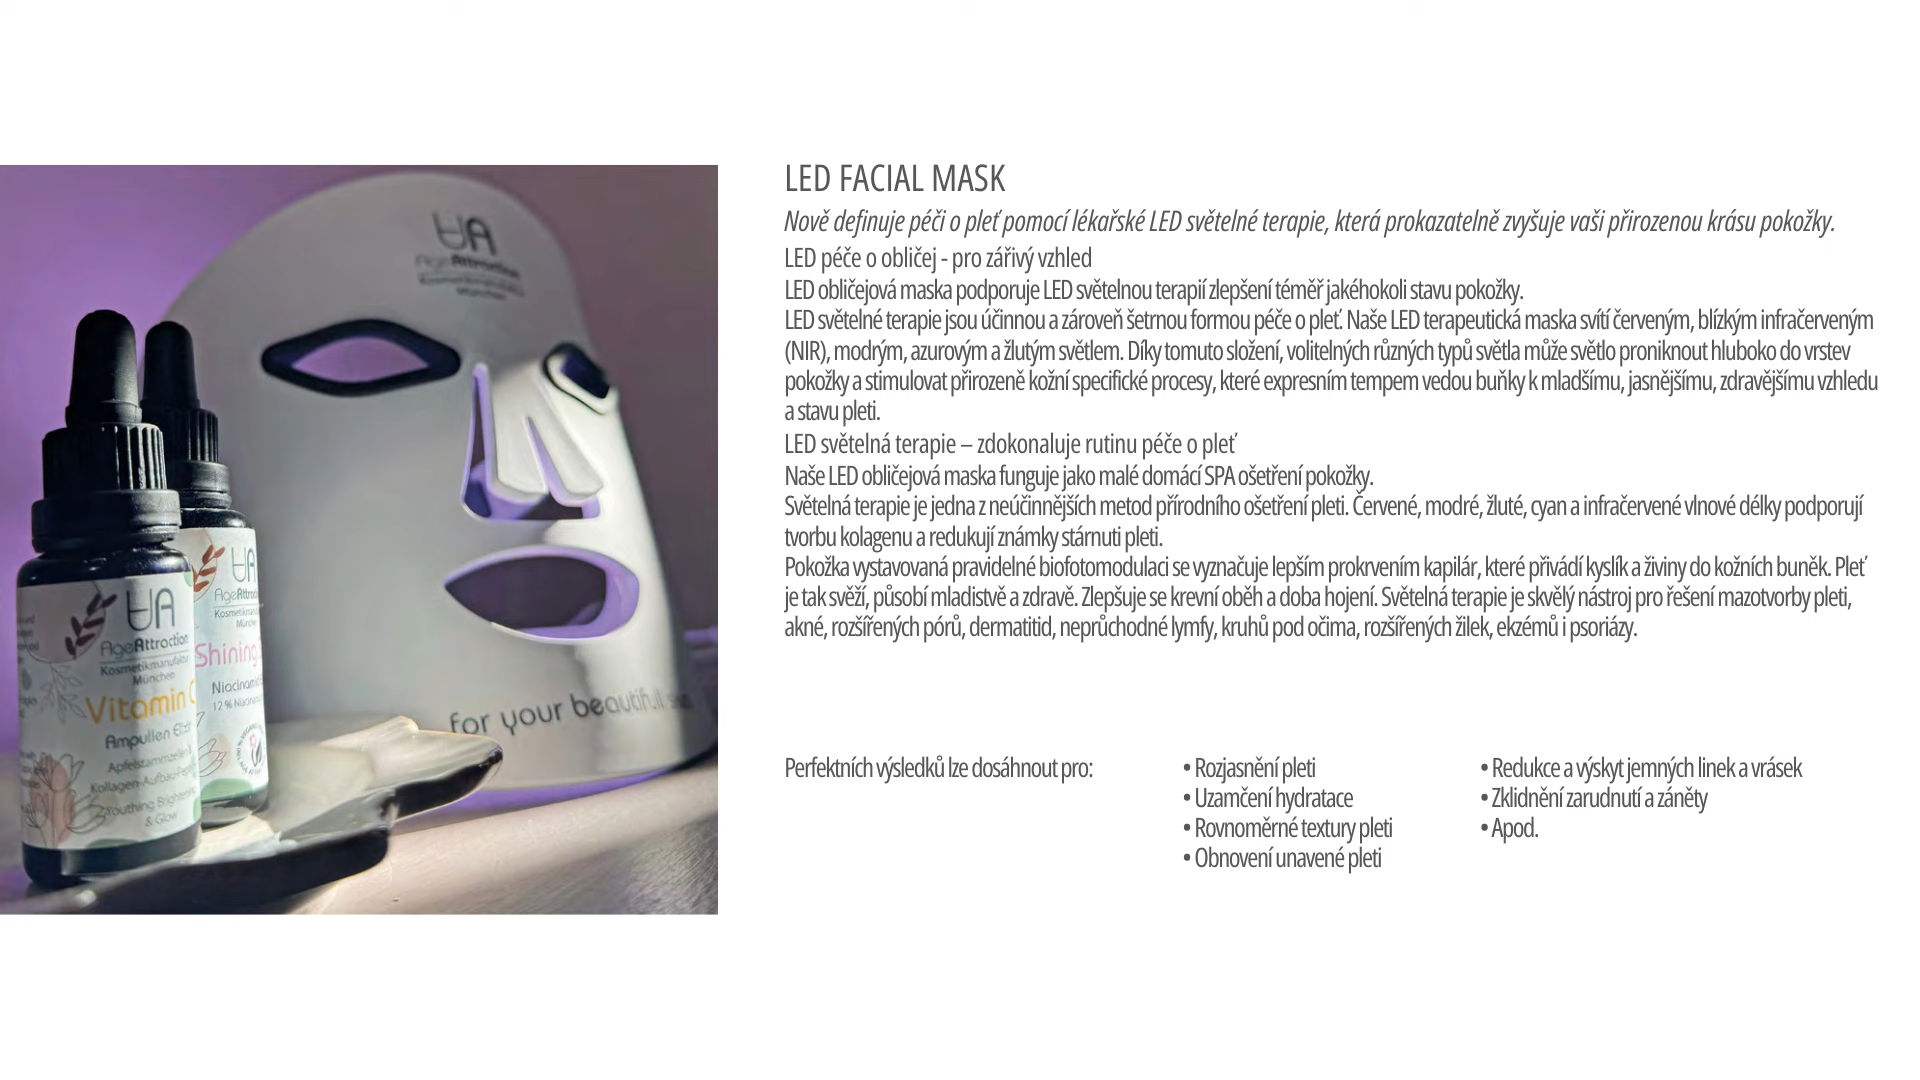 LED FACIAL MASK
Nově definuje péči o pleť pomocí lékařské LED světelné terapie, která prokazatelně zvyšuje vaši přirozenou krásu pokožky.
LED péče o obličej - pro zářivý vzhled
LED obličejová maska podporuje LED světelnou terapií zlepšení téměř jakéhokoli stavu pokožky.
LED světelné terapie jsou účinnou a zároveň šetrnou formou péče o pleť. Naše LED terapeutická maska svítí červeným, blízkým infračerveným
(NIR), modrým, azurovým a žlutým světlem. Díky tomuto složení, volitelných různých typů světla může světlo proniknout hluboko do vrstev
pokožky a stimulovat přirozeně kožní specifické procesy, které expresním tempem vedou buňky k mladšímu, jasnějšímu, zdravějšímu vzhledu
a stavu pleti.
LED světelná terapie – zdokonaluje rutinu péče o pleť
Naše LED obličejová maska funguje jako malé domácí SPA ošetření pokožky.
Světelná terapie je jedna z neúčinnějších metod přírodního ošetření pleti. Červené, modré, žluté, cyan a infračervené vlnové délky podporují
tvorbu kolagenu a redukují známky stárnuti pleti.
Pokožka vystavovaná pravidelné biofotomodulaci se vyznačuje lepším prokrvením kapilár, které přivádí kyslík a živiny do kožních buněk. Pleť
je tak svěží, působí mladistvě a zdravě. Zlepšuje se krevní oběh a doba hojení. Světelná terapie je skvělý nástroj pro řešení mazotvorby pleti,
akné, rozšířených pórů, dermatitid, neprůchodné lymfy, kruhů pod očima, rozšířených žilek, ekzémů i psoriázy.
Perfektních výsledků lze dosáhnout pro:
• Rozjasnění pleti
• Uzamčení hydratace
• Rovnoměrné textury pleti
• Obnovení unavené pleti
• Redukce a výskyt jemných linek a vrásek
• Zklidnění zarudnutí a záněty
• Apod.
AgeAttraction
Kosmetikmanufaktur
München
for your beautiful skin
AgeAttraction
Kosmetikmanufaktur
München
Vitamin C
Ampullen
Youthing
& Glow
Shining
12 %